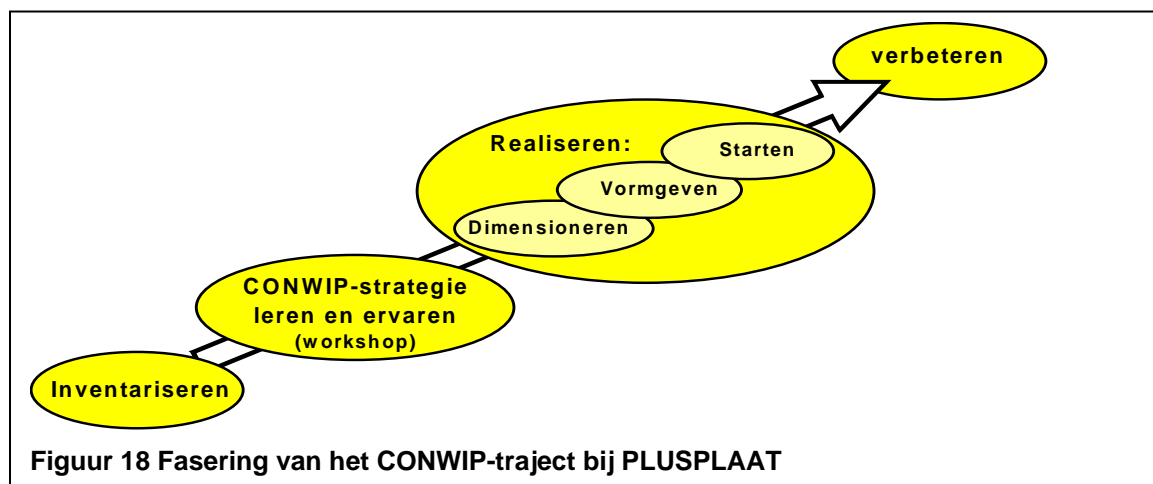 verbeteren
Realiseren:
Starten
Vormgeven
Dimensioneren
CONWIP-strategie
leren en ervaren
(workshop)
Inventariseren
Figuur 18 Fasering van het CONWIP-traject bij PLUSPLAAT